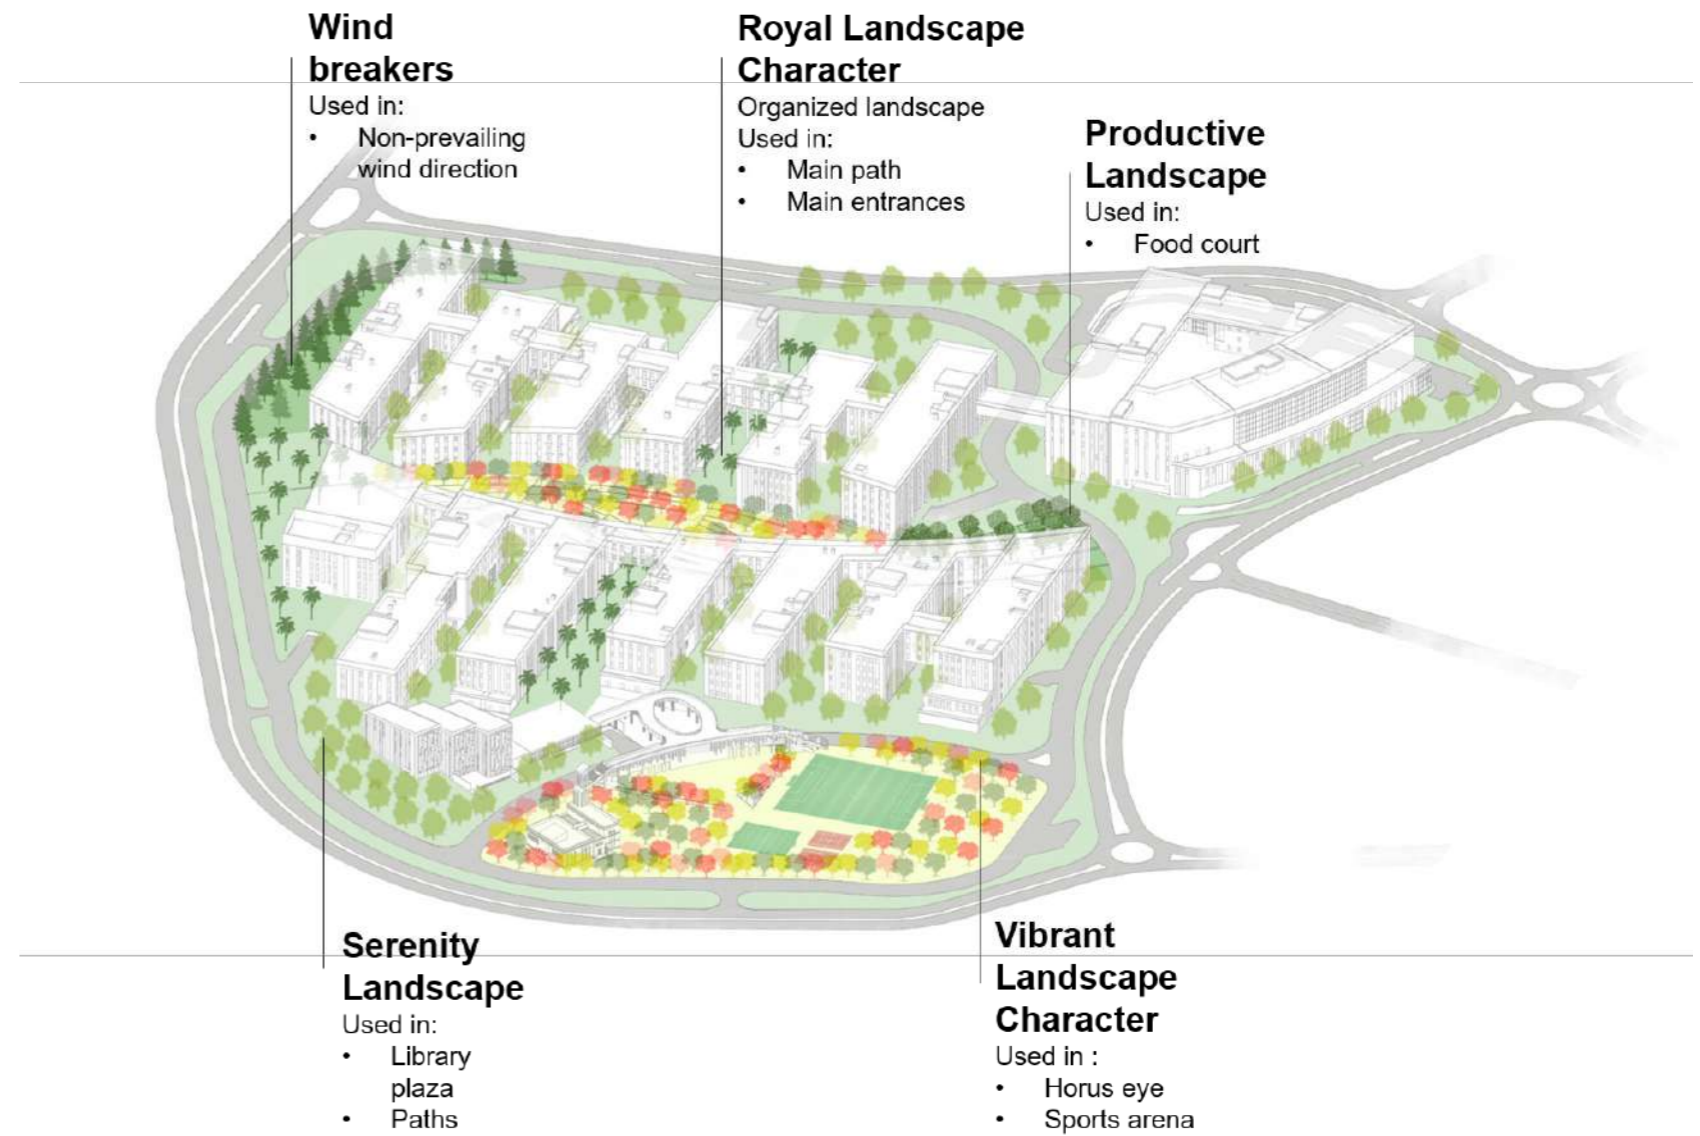 Wind
breakers
Used in:
• Non-prevailing
wind direction
Royal Landscape
Character
Organized landscape
Used in:
• Main path
• Main entrances
Productive
Landscape
Used in:
• Food court
Serenity
Landscape
Used in:
• Library
plaza
• Paths
Vibrant
Landscape
Character
Used in :
• Horus eye
• Sports arena